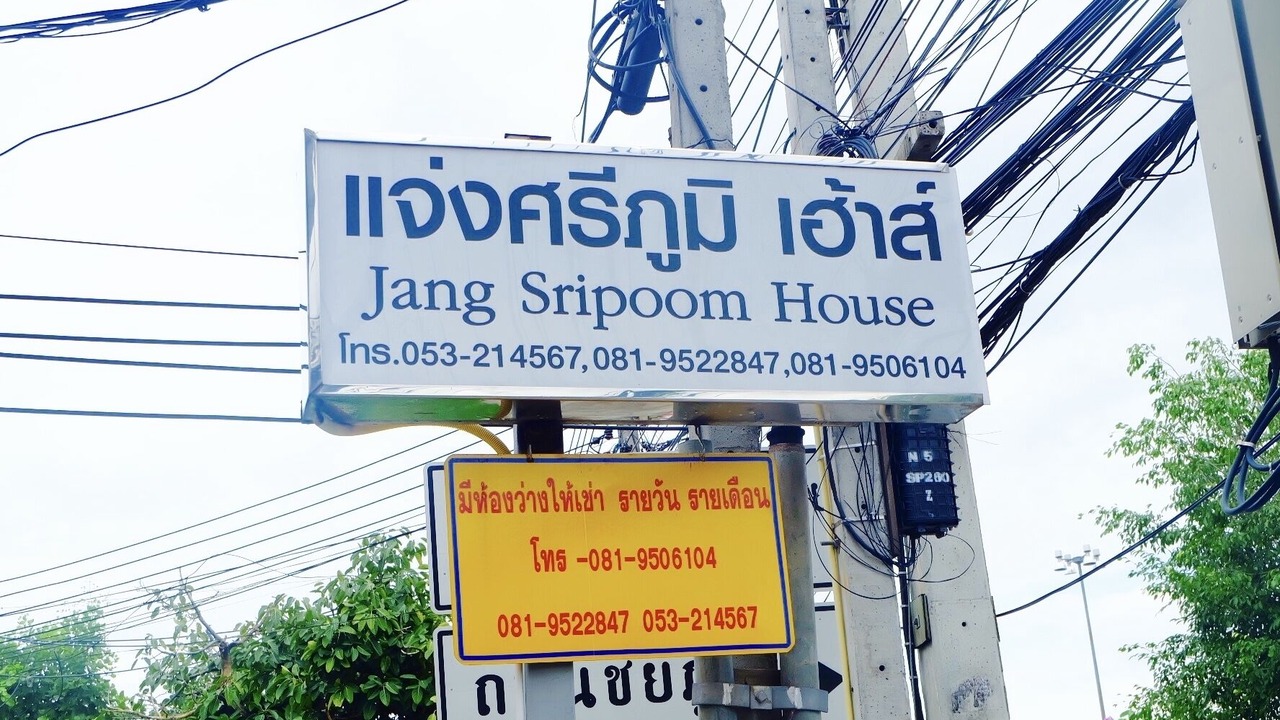 แจ่งศรีภูมิ เฮ้าส์
Jang Sripoom House
โทร.053-214567,081-9522847,081-9506104
มีห้องว่างให้เช่า รายวัน รายเดือน
โทร -081-9506104
081-9522847 053-214567
N 5
SP260
Z